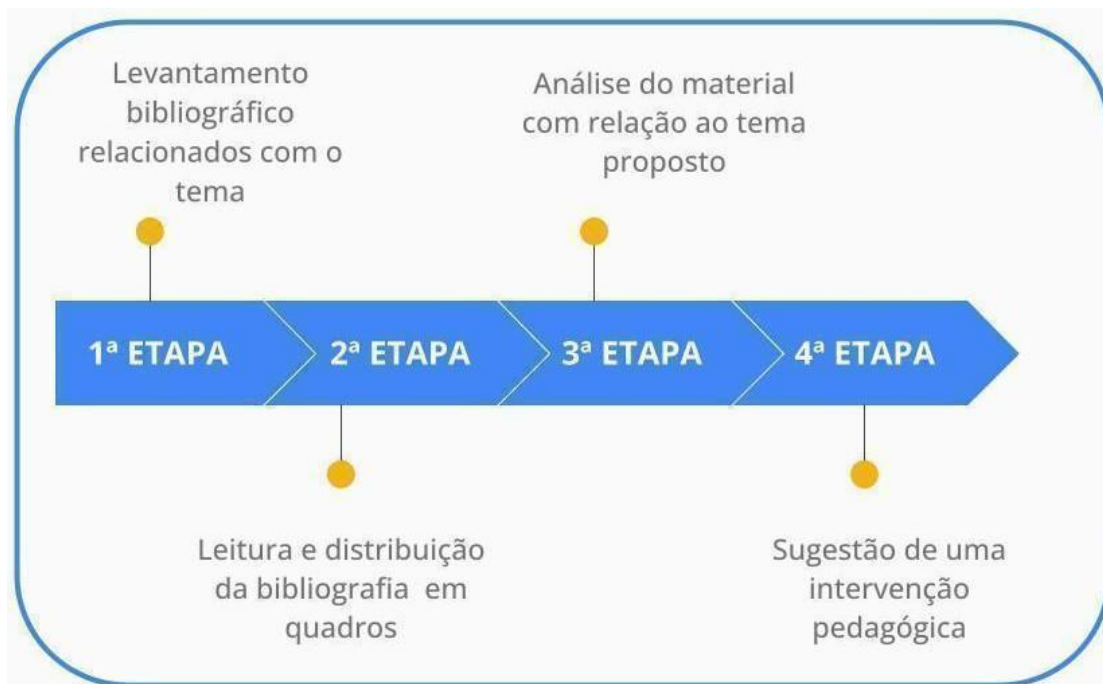 Levantamento
bibliográfico
relacionados com o
tema
Análise do material
com relação ao tema
proposto
1ª ETAPA
2ª ETAPA
3ª ETAPA
4ª ETAPA
Leitura e distribuição
da bibliografia em
quadros
Sugestão de uma
intervenção
pedagógica